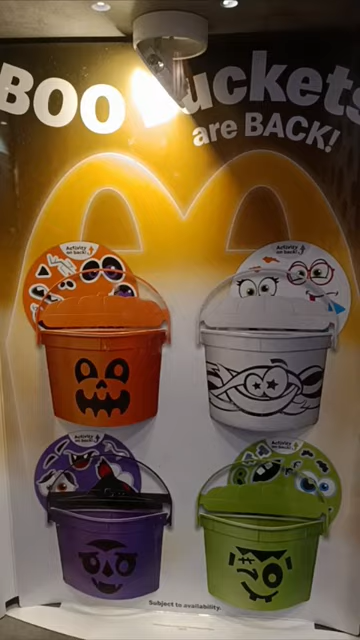 BOO Buckets
are BACK!
Activity
on back!
Activity
on back!
Activity
on back!
Activity
on back!
Subject to availability.